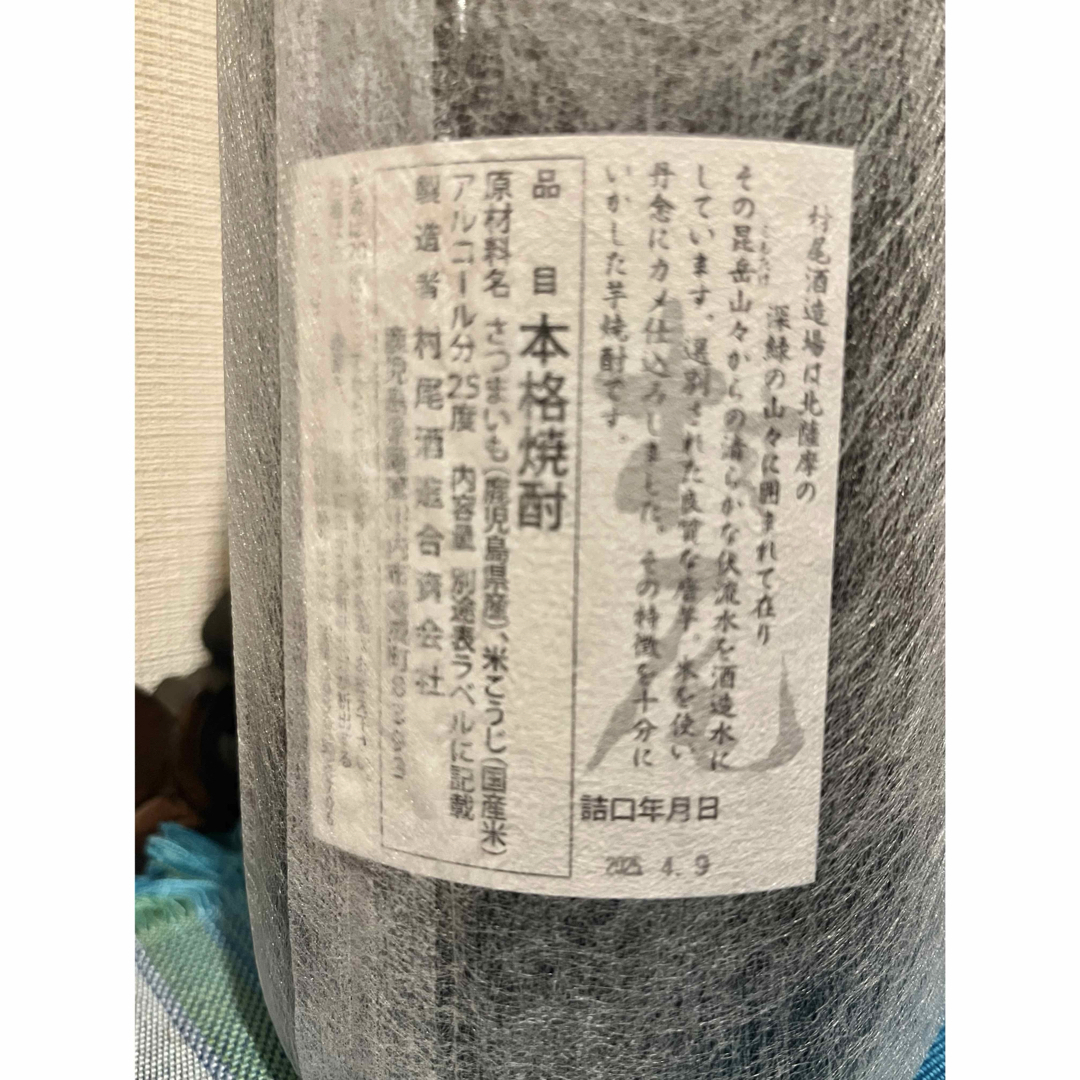 村尾酒造場は北薩摩の
深緑の山々に囲まれて在り
その昆岳山々からの清らかな伏流水を酒造水に
しています。選別された良質な唐芋、水を使い
丹念にカメ仕込みしました。その特徴を十分に
いかした芋焼酎です。
詰口年月日
2025 4. 9
品目 本格焼酎
原材料名 さつまいも(鹿児島県産)、米こうじ(国産米)
アルコール分25度 内容量 別途表ラベルに記載
製造者 村尾酒造合資会社